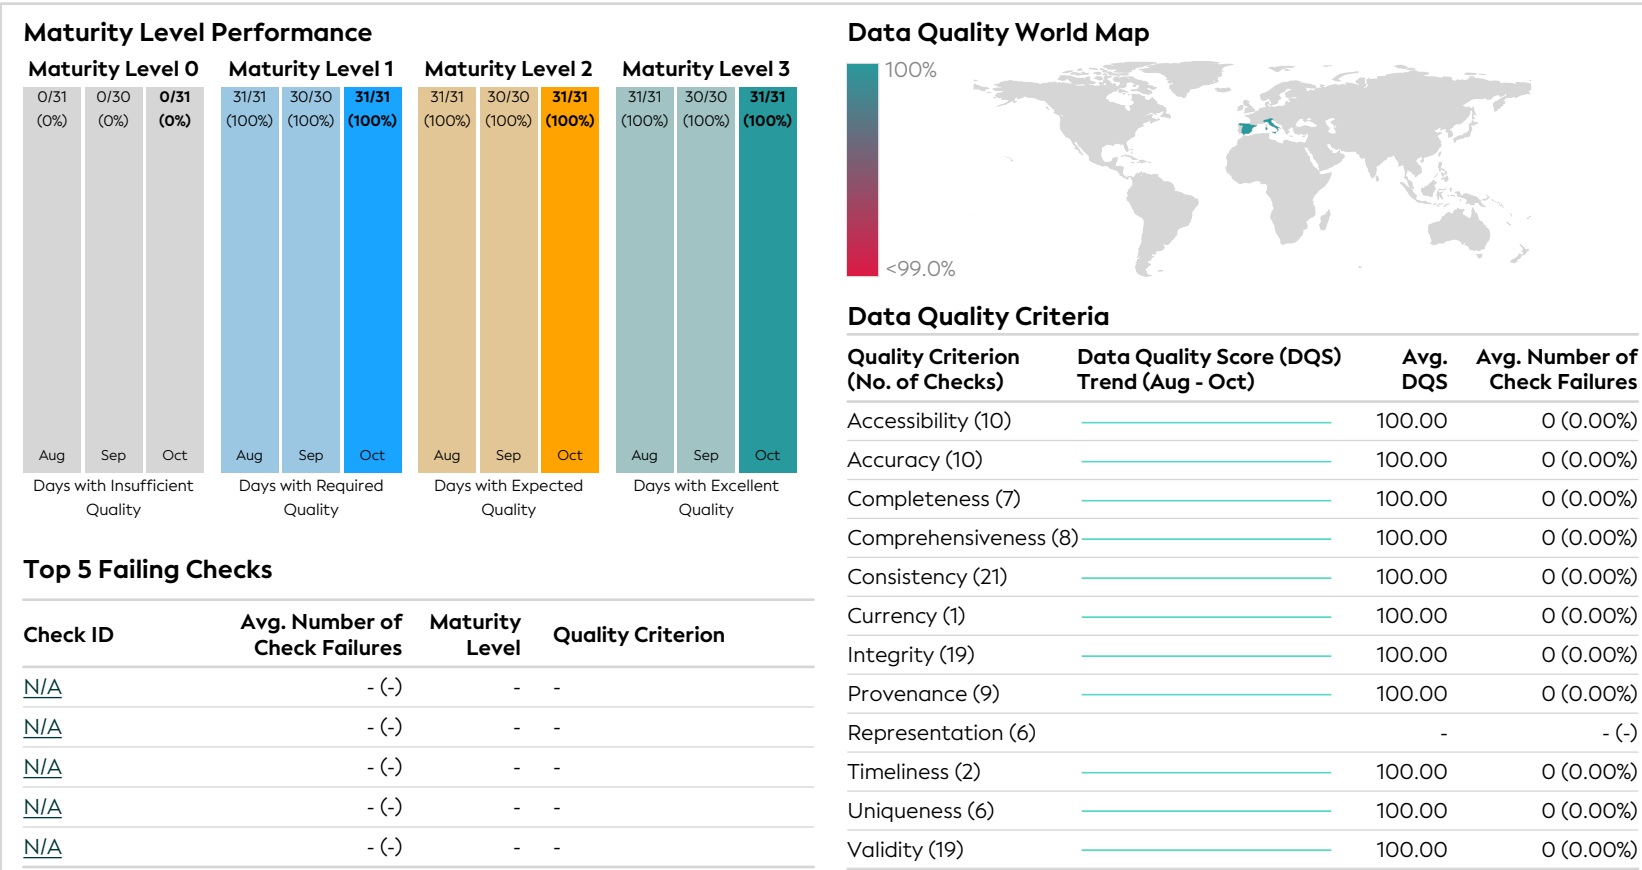 Maturity Level Performance
Maturity Level 0 Maturity Level 1 Maturity Level 2 Maturity Level 3
0/31 0/30 0/31 31/31 30/30 31/31 31/31 30/30 31/31 31/31 30/30 31/31
(0%) (0%) (0%) (100%) (100%) (100%) (100%) (100%) (100%) (100%) (100%) (100%)
Aug Sep Oct Aug Sep Oct Aug Sep Oct Aug Sep Oct
Days with Insufficient Quality
Days with Required Quality
Days with Expected Quality
Days with Excellent Quality
Top 5 Failing Checks
Check ID Avg. Number of Check Failures Maturity Level Quality Criterion
N/A - (-) - -
N/A - (-) - -
N/A - (-) - -
N/A - (-) - -
N/A - (-) - -
Data Quality World Map
100%
<99.0%
Data Quality Criteria
Quality Criterion (No. of Checks) Data Quality Score (DQS) Trend (Aug - Oct) Avg. DQS Avg. Number of Check Failures
Accessibility (10) 100.00 0 (0.00%)
Accuracy (10) 100.00 0 (0.00%)
Completeness (7) 100.00 0 (0.00%)
Comprehensiveness (8) 100.00 0 (0.00%)
Consistency (21) 100.00 0 (0.00%)
Currency (1) 100.00 0 (0.00%)
Integrity (19) 100.00 0 (0.00%)
Provenance (9) 100.00 0 (0.00%)
Representation (6) - - (-)
Timeliness (2) 100.00 0 (0.00%)
Uniqueness (6) 100.00 0 (0.00%)
Validity (19) 100.00 0 (0.00%)